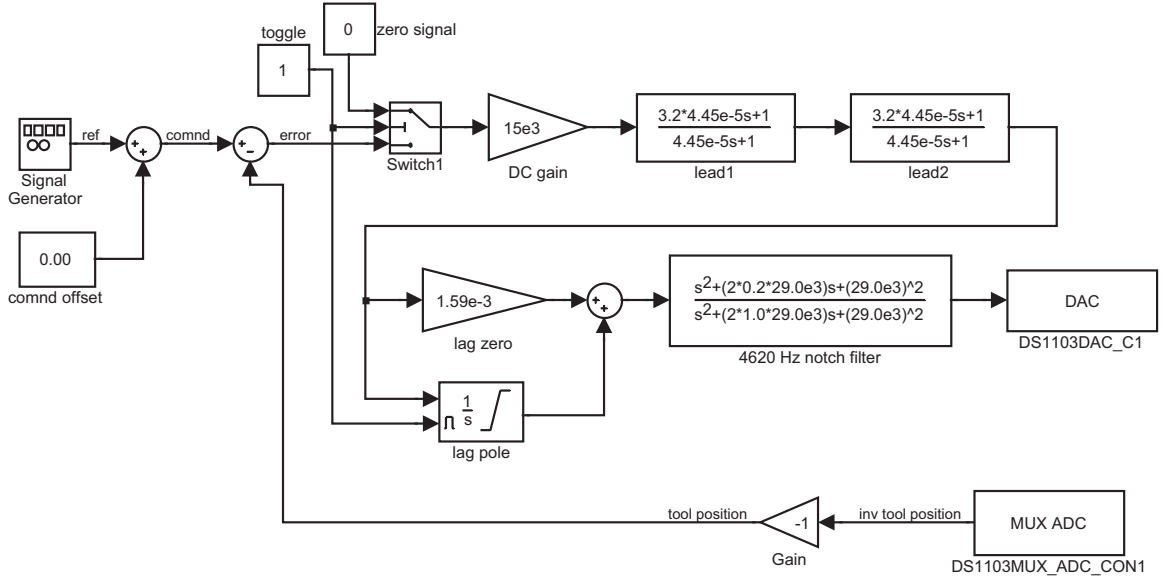 toggle
0
zero signal
1
ref
+
+
comnd
+
-
error
Switch1
15e3
DC gain
3.2*4.45e-5s+1
4.45e-5s+1
lead1
3.2*4.45e-5s+1
4.45e-5s+1
lead2
Signal
Generator
0.00
comnd offset
1.59e-3
lag zero
+
+
s2+(2*0.2*29.0e3)s+(29.0e3)^2
s2+(2*1.0*29.0e3)s+(29.0e3)^2
4620 Hz notch filter
DAC
DS1103DAC_C1
1
s
lag pole
tool position
-1
Gain
inv tool position
MUX ADC
DS1103MUX_ADC_CON1